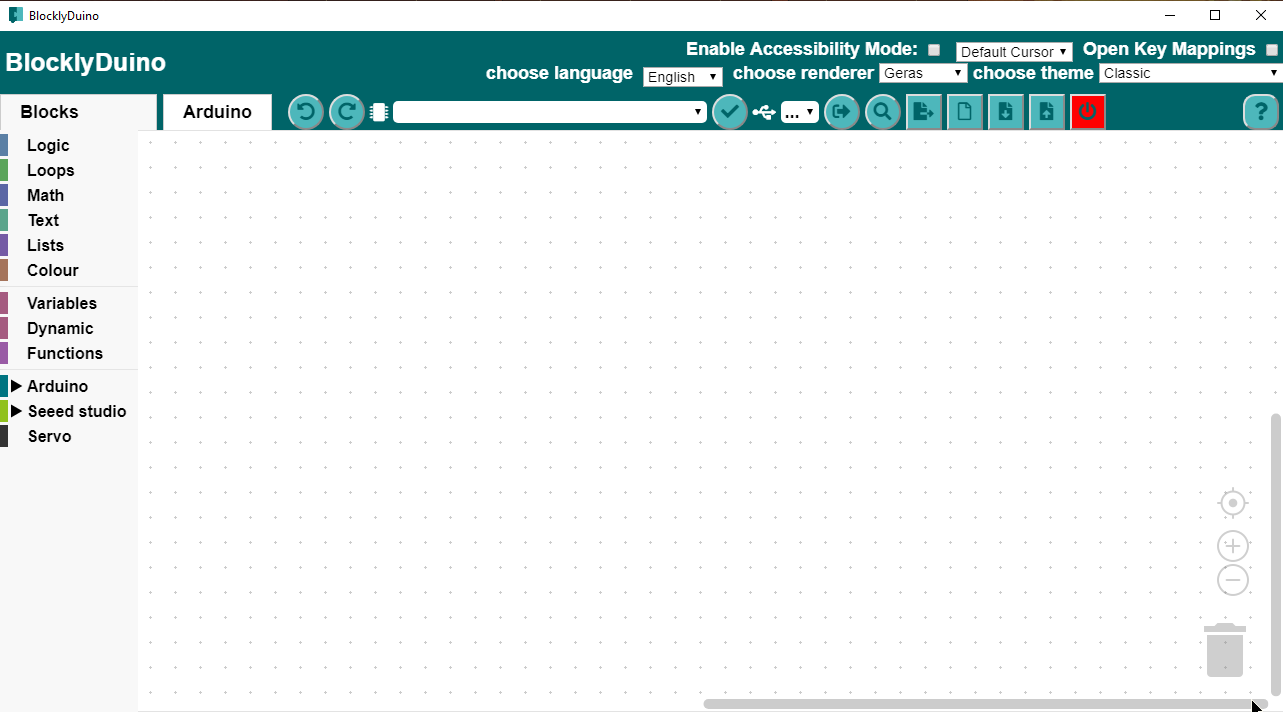 BlocklyDuino
BlocklyDuino
Enable Accessibility Mode: Default Cursor Open Key Mappings
choose language English choose renderer Geras choose theme Classic
Blocks Arduino ... ?
Logic
Loops
Math
Text
Lists
Colour
Variables
Dynamic
Functions
Arduino
Seeed studio
Servo